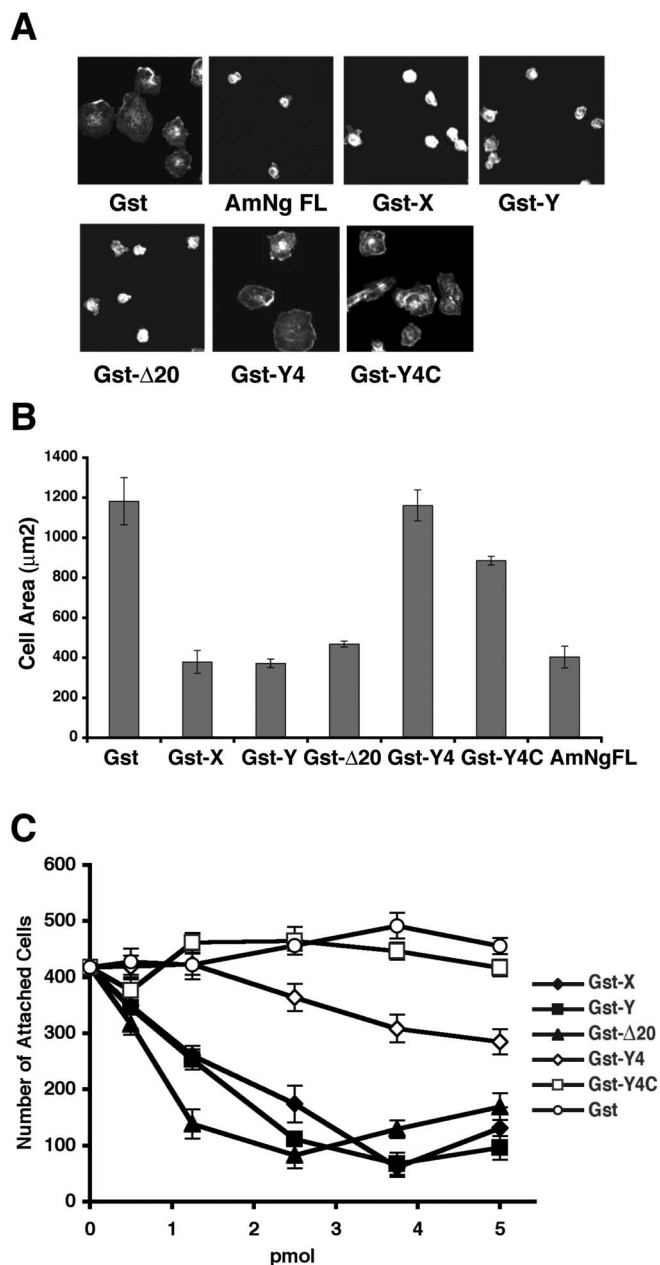 A
Gst AmNg FL Gst-X Gst-Y
Gst-Δ20 Gst-Y4 Gst-Y4C
B
1400
1200
1000
800
600
400
200
0
Cell Area (μm2)
Gst Gst-X Gst-Y Gst-Δ20 Gst-Y4 Gst-Y4C AmNgFL
C
600
500
400
300
200
100
0
Number of Attached Cells
0 1 2 3 4 5
pmol
Gst-X
Gst-Y
Gst-Δ20
Gst-Y4
Gst-Y4C
Gst